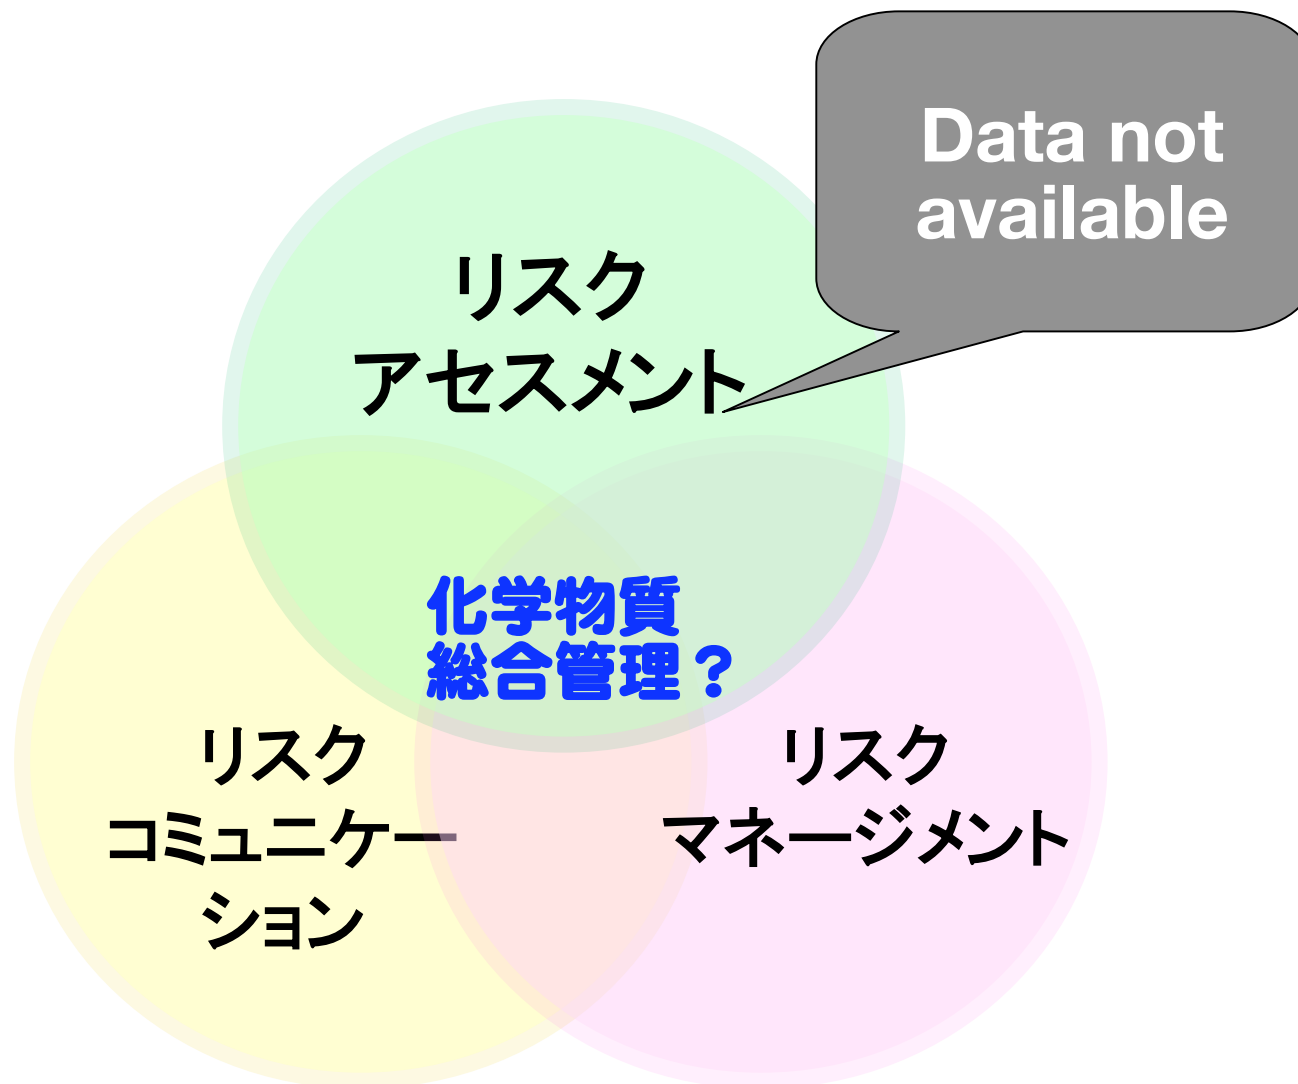 Data not
available
リスク
アセスメント
化学物質
総合管理？
リスク
コミュニケー
ション
リスク
マネージメント